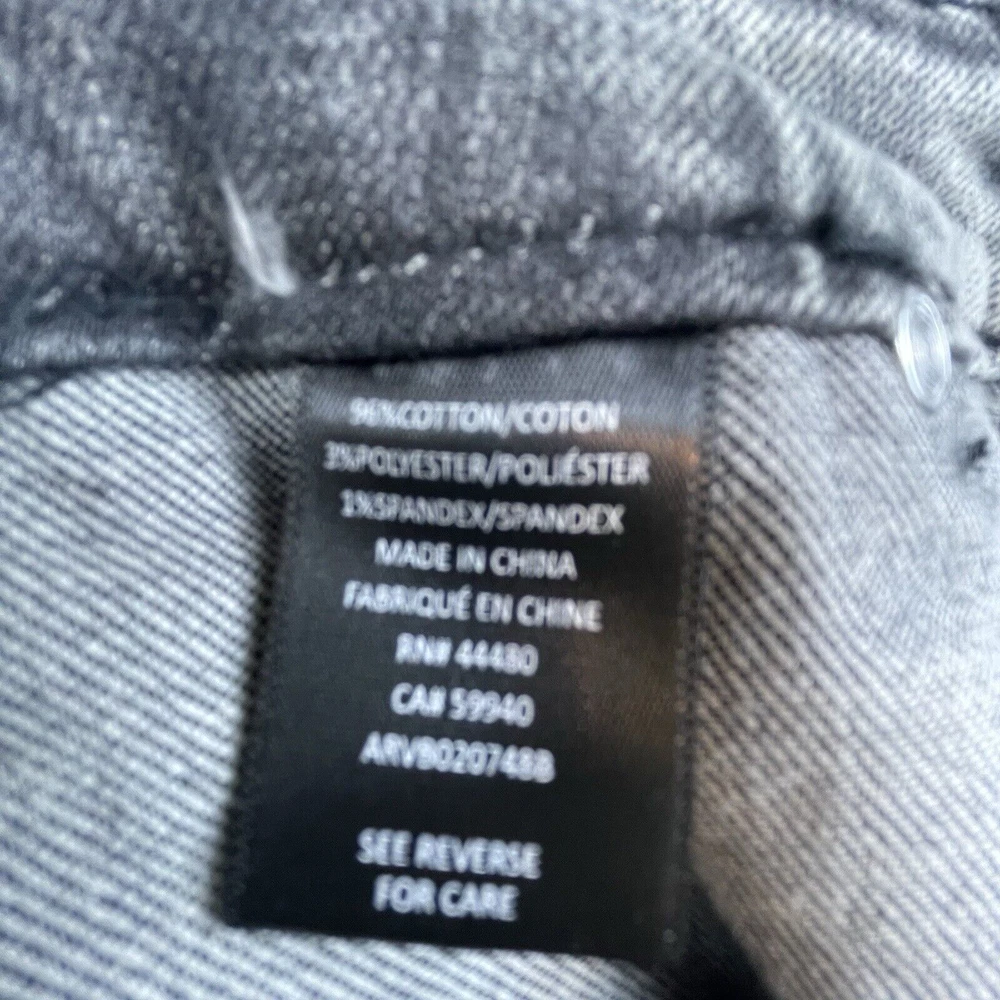 96%COTTON/COTON
3%POLYESTER/POLIÉSTER
1%SPANDEX/SPANDEX
MADE IN CHINA
FABRIQUÉ EN CHINE
RN# 44480
CA# 59940
ARVB020748B
SEE REVERSE
FOR CARE